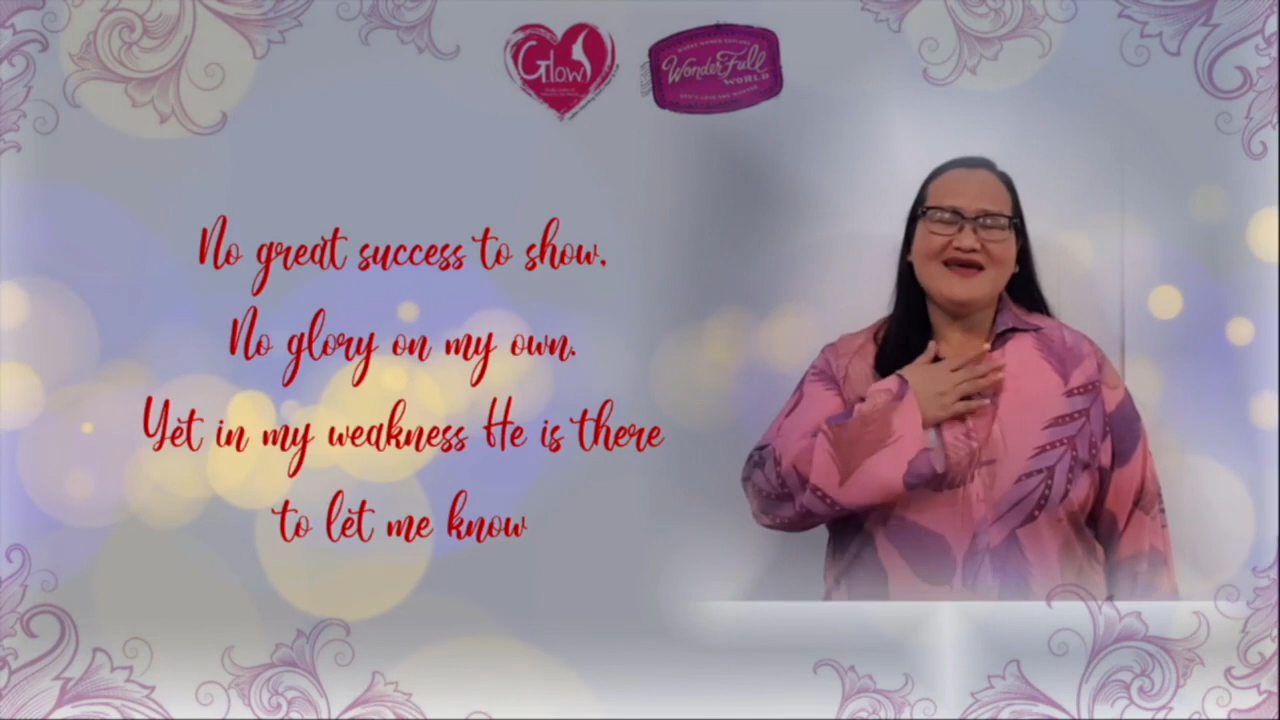 Glow
WonderFull
WORLD
No great success to show,
No glory on my own.
Yet in my weakness He is there
to let me know